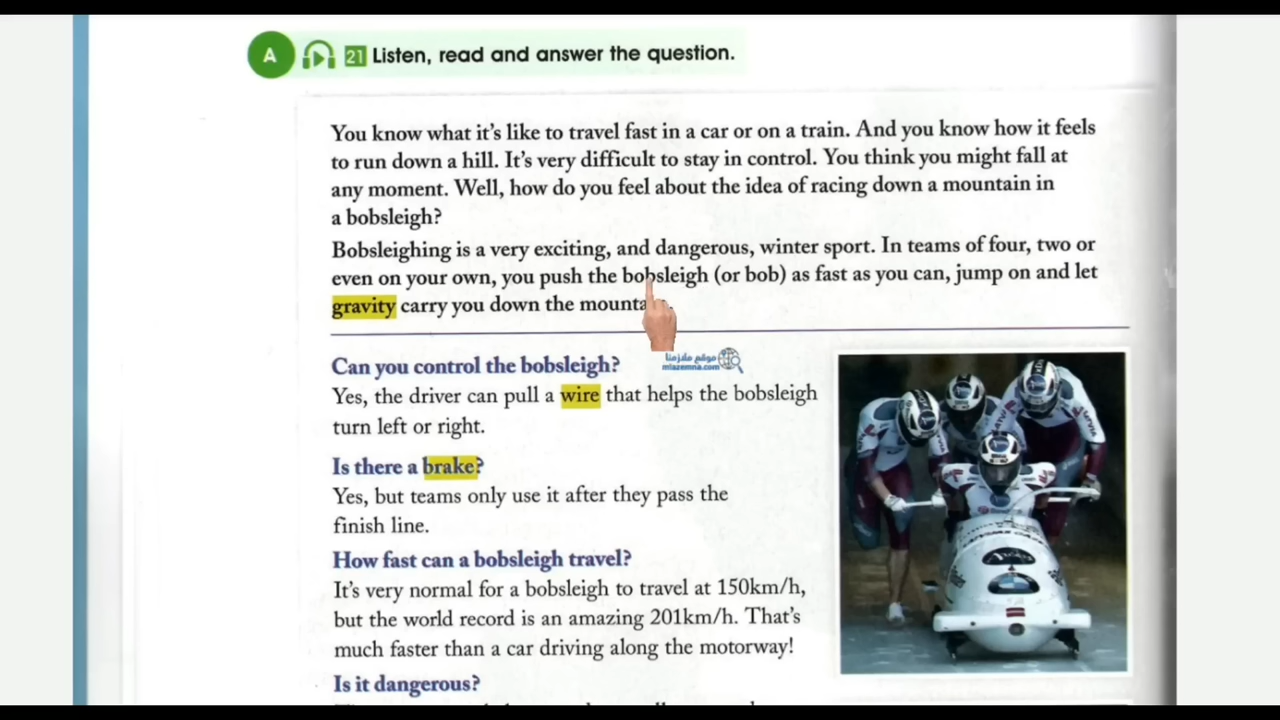 A 21 Listen, read and answer the question.
You know what it's like to travel fast in a car or on a train. And you know how it feels
to run down a hill. It's very difficult to stay in control. You think you might fall at
any moment. Well, how do you feel about the idea of racing down a mountain in
a bobsleigh?
Bobsleighing is a very exciting, and dangerous, winter sport. In teams of four, two or
even on your own, you push the bobsleigh (or bob) as fast as you can, jump on and let
gravity carry you down the
موقع ملازمنا
mlazemna.com
Can you control the bobsleigh?
Yes, the driver can pull a wire that helps the bobsleigh
turn left or right.
Is there a brake?
Yes, but teams only use it after they pass the
finish line.
How fast can a bobsleigh travel?
It's very normal for a bobsleigh to travel at 150km/h,
but the world record is an amazing 201km/h. That's
much faster than a car driving along the motorway!
Is it dangerous?